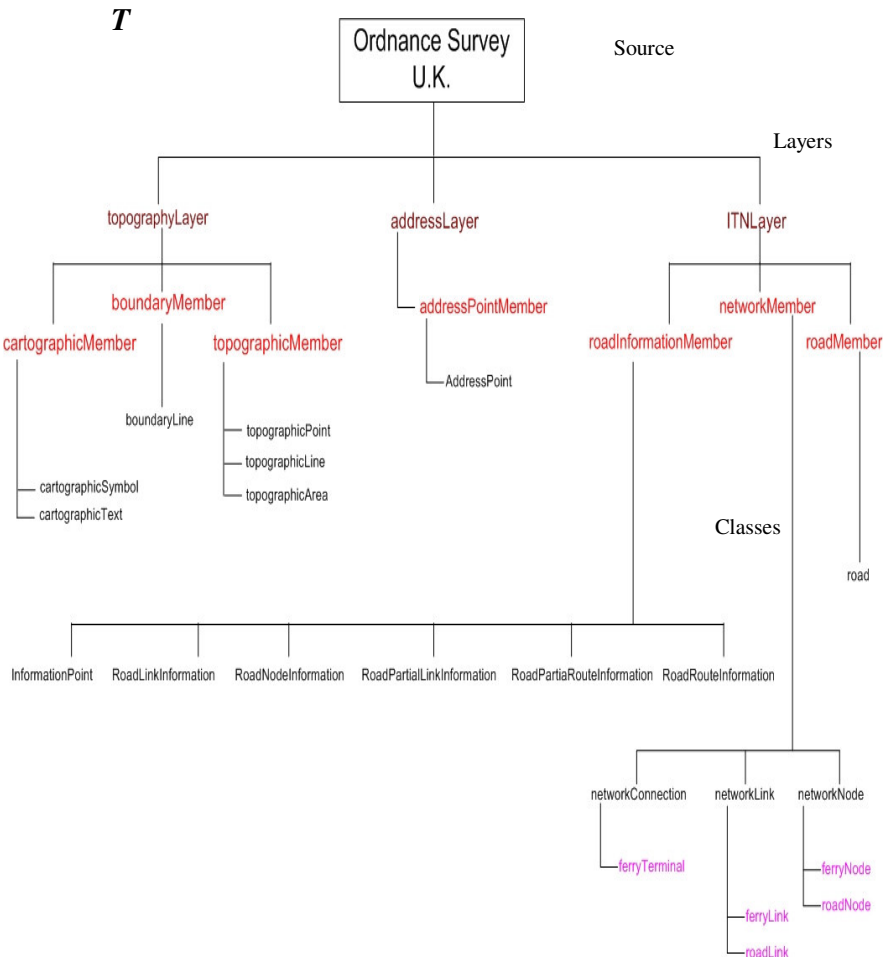 T
Ordnance Survey
U.K.
Source
Layers
topographyLayer
addressLayer
ITNLayer
boundaryMember
addressPointMember
networkMember
cartographicMember
topographicMember
roadInformationMember
roadMember
AddressPoint
boundaryLine
topographicPoint
topographicLine
topographicArea
cartographicSymbol
cartographicText
Classes
road
InformationPoint
RoadLinkInformation
RoadNodeInformation
RoadPartialLinkInformation
RoadPartiaRouteInformation
RoadRouteInformation
networkConnection
networkLink
networkNode
ferryTerminal
ferryNode
roadNode
ferryLink
roadLink